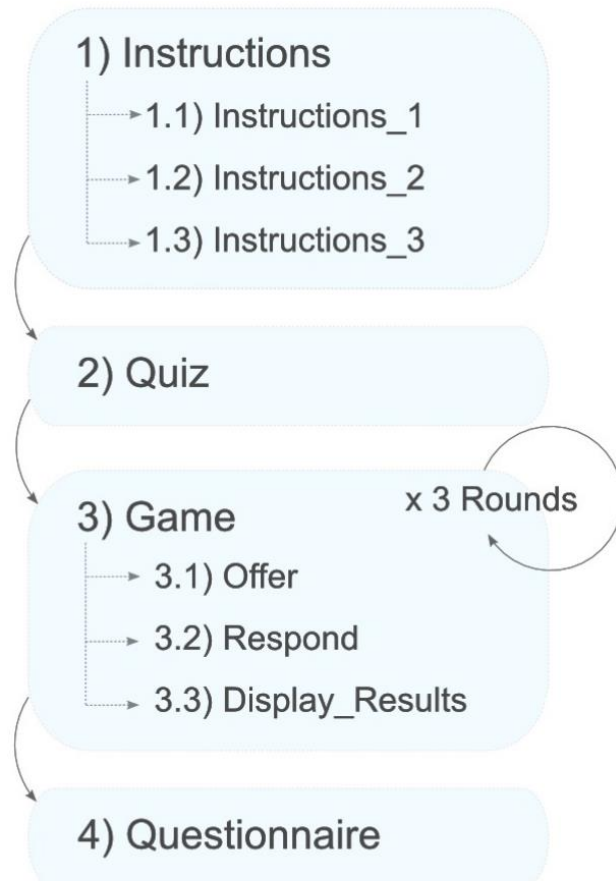 1) Instructions
1.1) Instructions_1
1.2) Instructions_2
1.3) Instructions_3
2) Quiz
x 3 Rounds
3) Game
3.1) Offer
3.2) Respond
3.3) Display_Results
4) Questionnaire